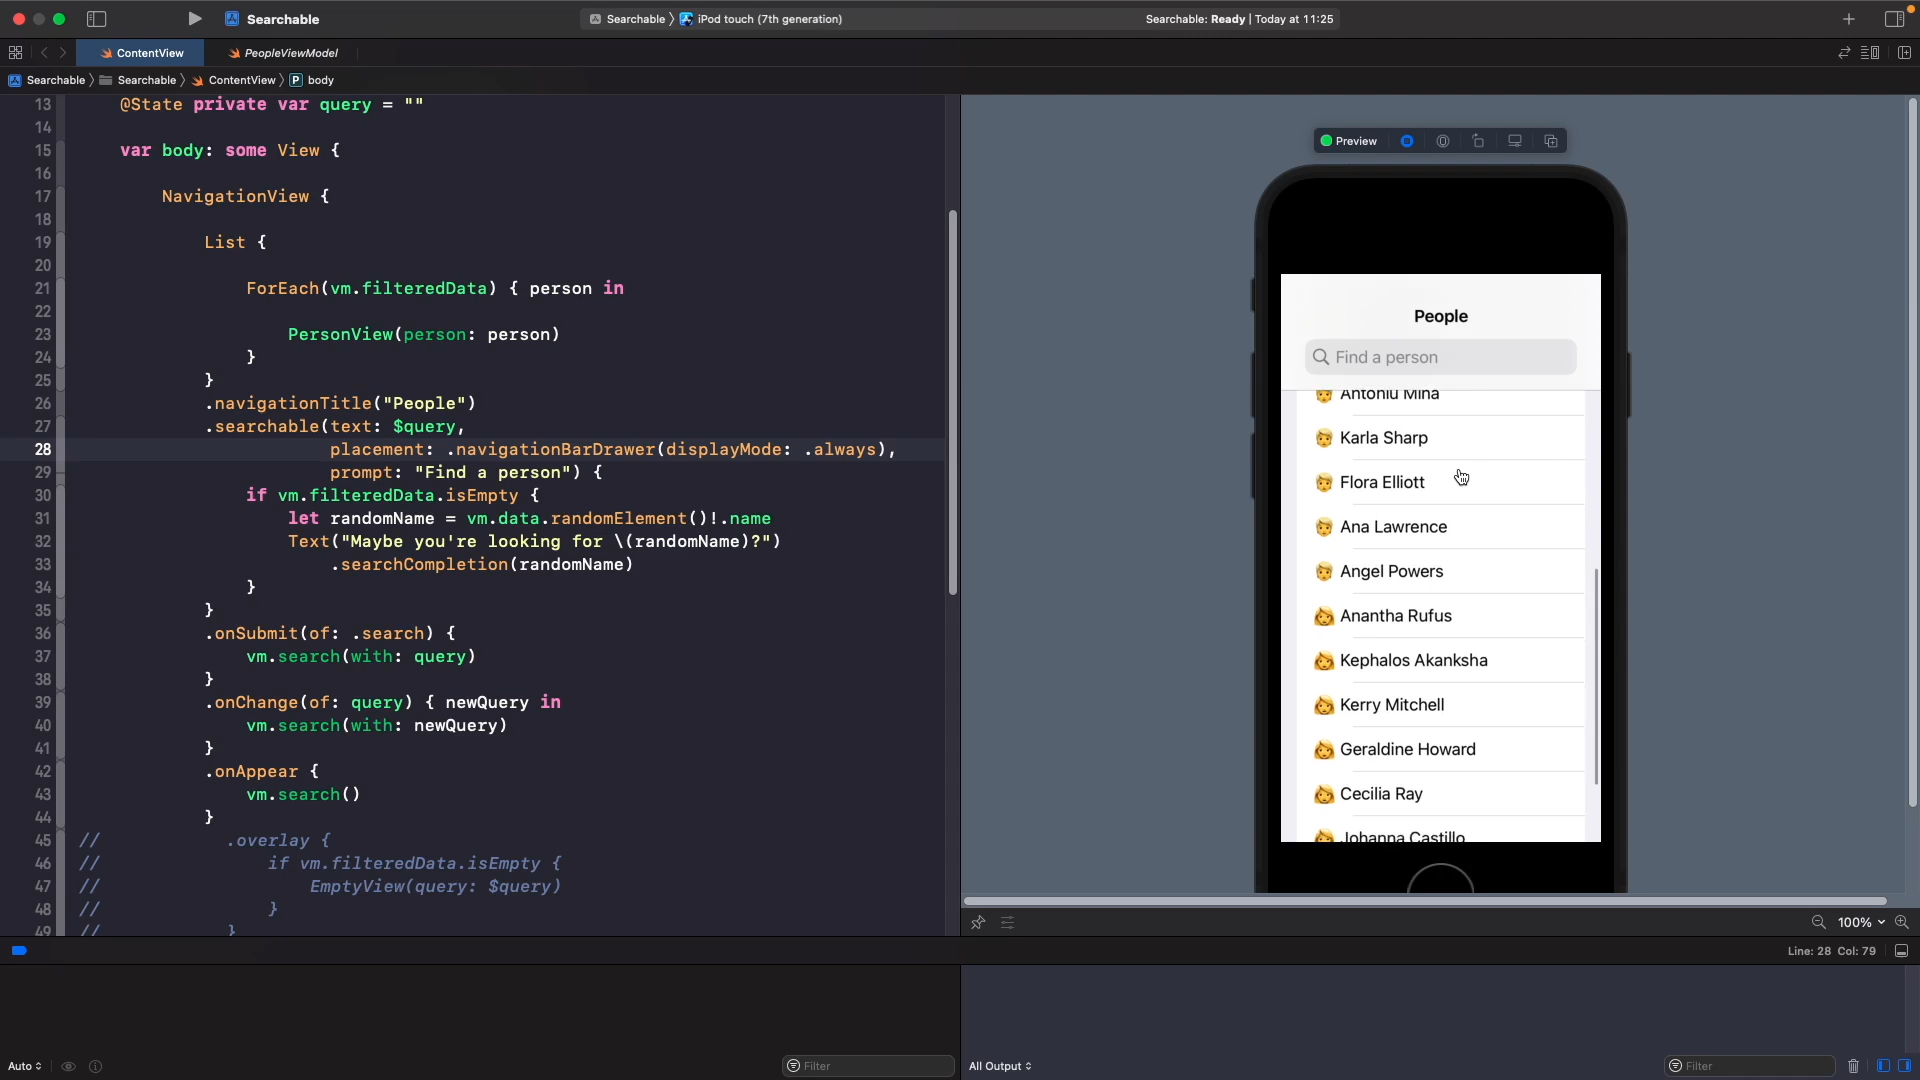 Searchable
Searchable 〉 iPod touch (7th generation)
Searchable: Ready | Today at 11:25
ContentView
PeopleViewModel
Searchable 〉 Searchable 〉 ContentView 〉 P body
13 @State private var query = ""
14
15 var body: some View {
16
17 NavigationView {
18
19 List {
20
21 ForEach(vm.filteredData) { person in
22
23 PersonView(person: person)
24 }
25 }
26 .navigationTitle("People")
27 .searchable(text: $query,
28 placement: .navigationBarDrawer(displayMode: .always),
29 prompt: "Find a person") {
30 if vm.filteredData.isEmpty {
31 let randomName = vm.data.randomElement()!.name
32 Text("Maybe you're looking for \(randomName)?")
33 .searchCompletion(randomName)
34 }
35 }
36 .onSubmit(of: .search) {
37 vm.search(with: query)
38 }
39 .onChange(of: query) { newQuery in
40 vm.search(with: newQuery)
41 }
42 .onAppear {
43 vm.search()
44 }
45 // .overlay {
46 // if vm.filteredData.isEmpty {
47 // EmptyView(query: $query)
48 // }
49 // }
Preview
People
Find a person
Antoniu Mina
Karla Sharp
Flora Elliott
Ana Lawrence
Angel Powers
Anantha Rufus
Kephalos Akanksha
Kerry Mitchell
Geraldine Howard
Cecilia Ray
Johanna Castillo
100%
Line: 28 Col: 79
Auto
Filter
All Output
Filter